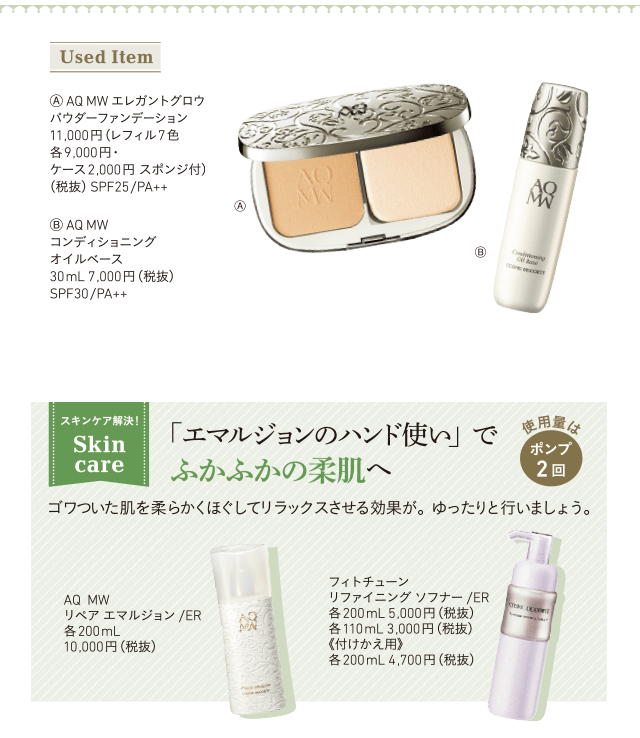 Used Item
Ⓐ AQ MW エレガントグロウ
パウダーファンデーション
11,000円（レフィル7色
各9,000円・
ケース2,000円 スポンジ付）
（税抜） SPF25/PA++
Ⓑ AQ MW
コンディショニング
オイルベース
30mL 7,000円（税抜）
SPF30/PA++
AQ
AQ
MW
Ⓐ
AQ
MW
Conditioning
Oil Base
COSME DECORTE
Ⓑ
スキンケア解決！
Skin
care
「エマルジョンのハンド使い」で
ふかふかの柔肌へ
使用量は
ポンプ
2回
ゴワついた肌を柔らかくほぐしてリラックスさせる効果が。ゆったりと行いましょう。
AQ MW
リペア エマルジョン /ER
各200mL
10,000円（税抜）
AQ
MW
フィトチューン
リファイニング ソフナー /ER
各200mL 5,000円（税抜）
各110mL 3,000円（税抜）
《付けかえ用》
各200mL 4,700円（税抜）
COSME DECORTE